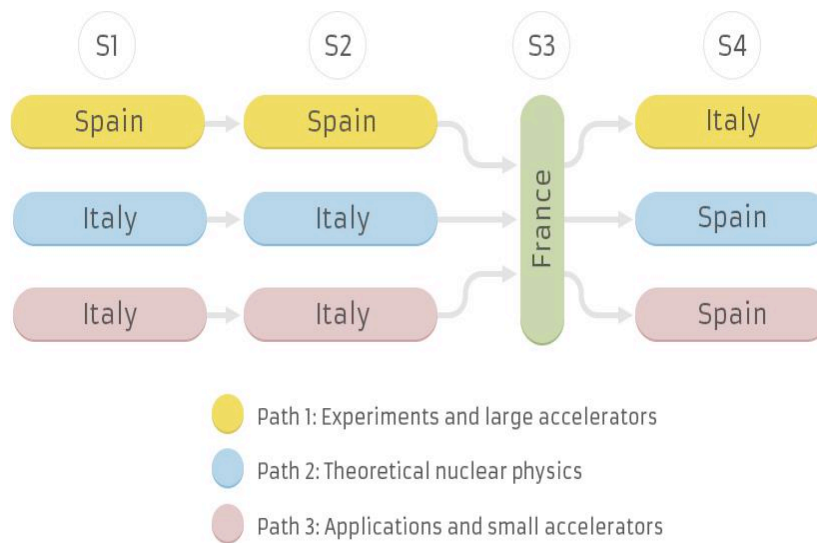 S1 S2 S3 S4
Spain Spain Italy
Italy Italy France Spain
Italy Italy Spain
Path 1: Experiments and large accelerators
Path 2: Theoretical nuclear physics
Path 3: Applications and small accelerators